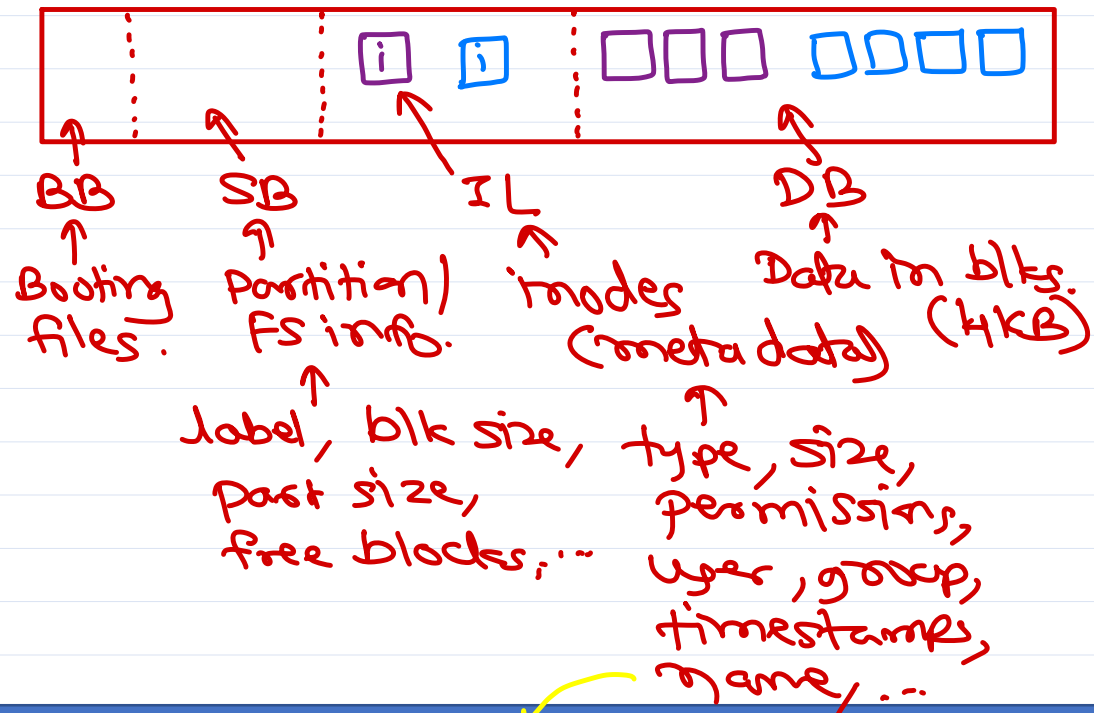 i i
BB SB IL DB
Booting files.
Partition/ FS info.
inodes (metadata)
Data in blks. (4KB)
label, blk size,
part size,
free blocks,...
type, size,
permissions,
user, group,
timestamps,
name, ...